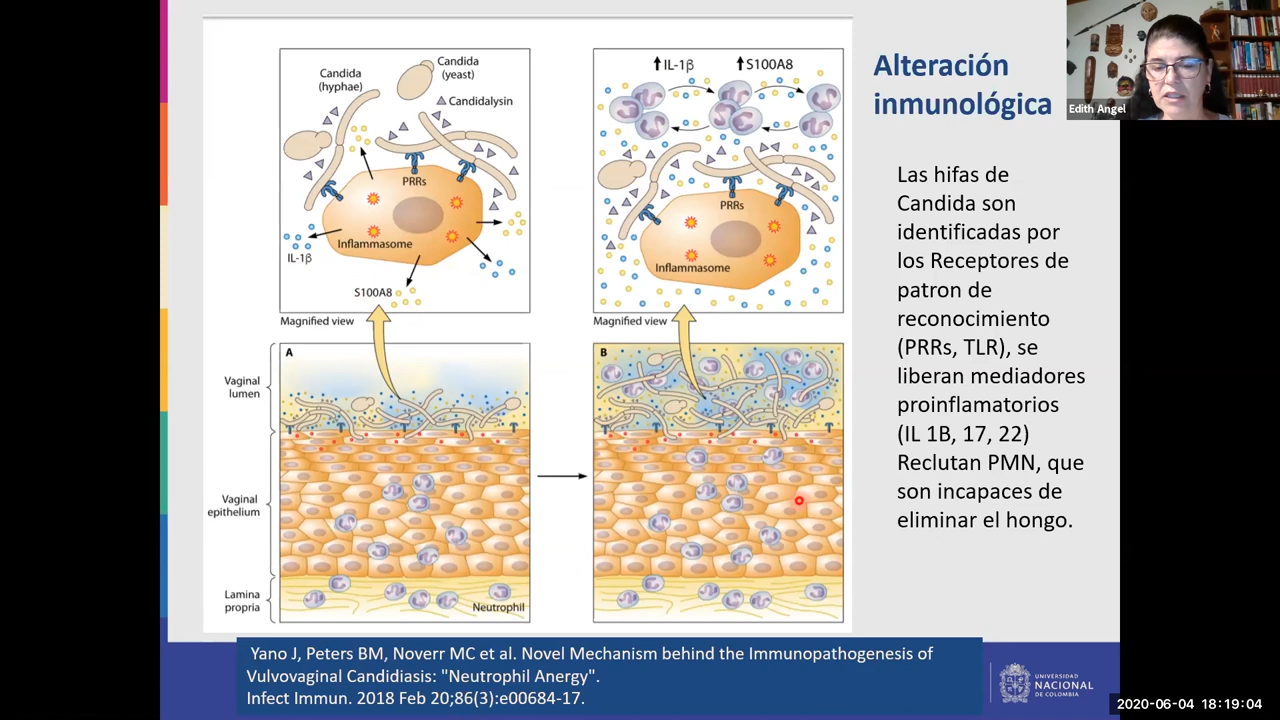 Candida
(hyphae)
Candida
(yeast)
Candidalysin
PRRs
Inflammasome
IL-1β
S100A8
Magnified view
IL-1β
S100A8
PRRs
Inflammasome
Magnified view
A
B
Vaginal
lumen
Vaginal
epithelium
Lamina
propria
Neutrophil
Alteración
inmunológica
Edith Angel
Las hifas de
Candida son
identificadas por
los Receptores de
patron de
reconocimiento
(PRRs, TLR), se
liberan mediadores
proinflamatorios
(IL 1B, 17, 22)
Reclutan PMN, que
son incapaces de
eliminar el hongo.
Yano J, Peters BM, Noverr MC et al. Novel Mechanism behind the Immunopathogenesis of
Vulvovaginal Candidiasis: "Neutrophil Anergy".
Infect Immun. 2018 Feb 20;86(3):e00684-17.
UNIVERSIDAD
NACIONAL
DE COLOMBIA
2020-06-04 18:19:04